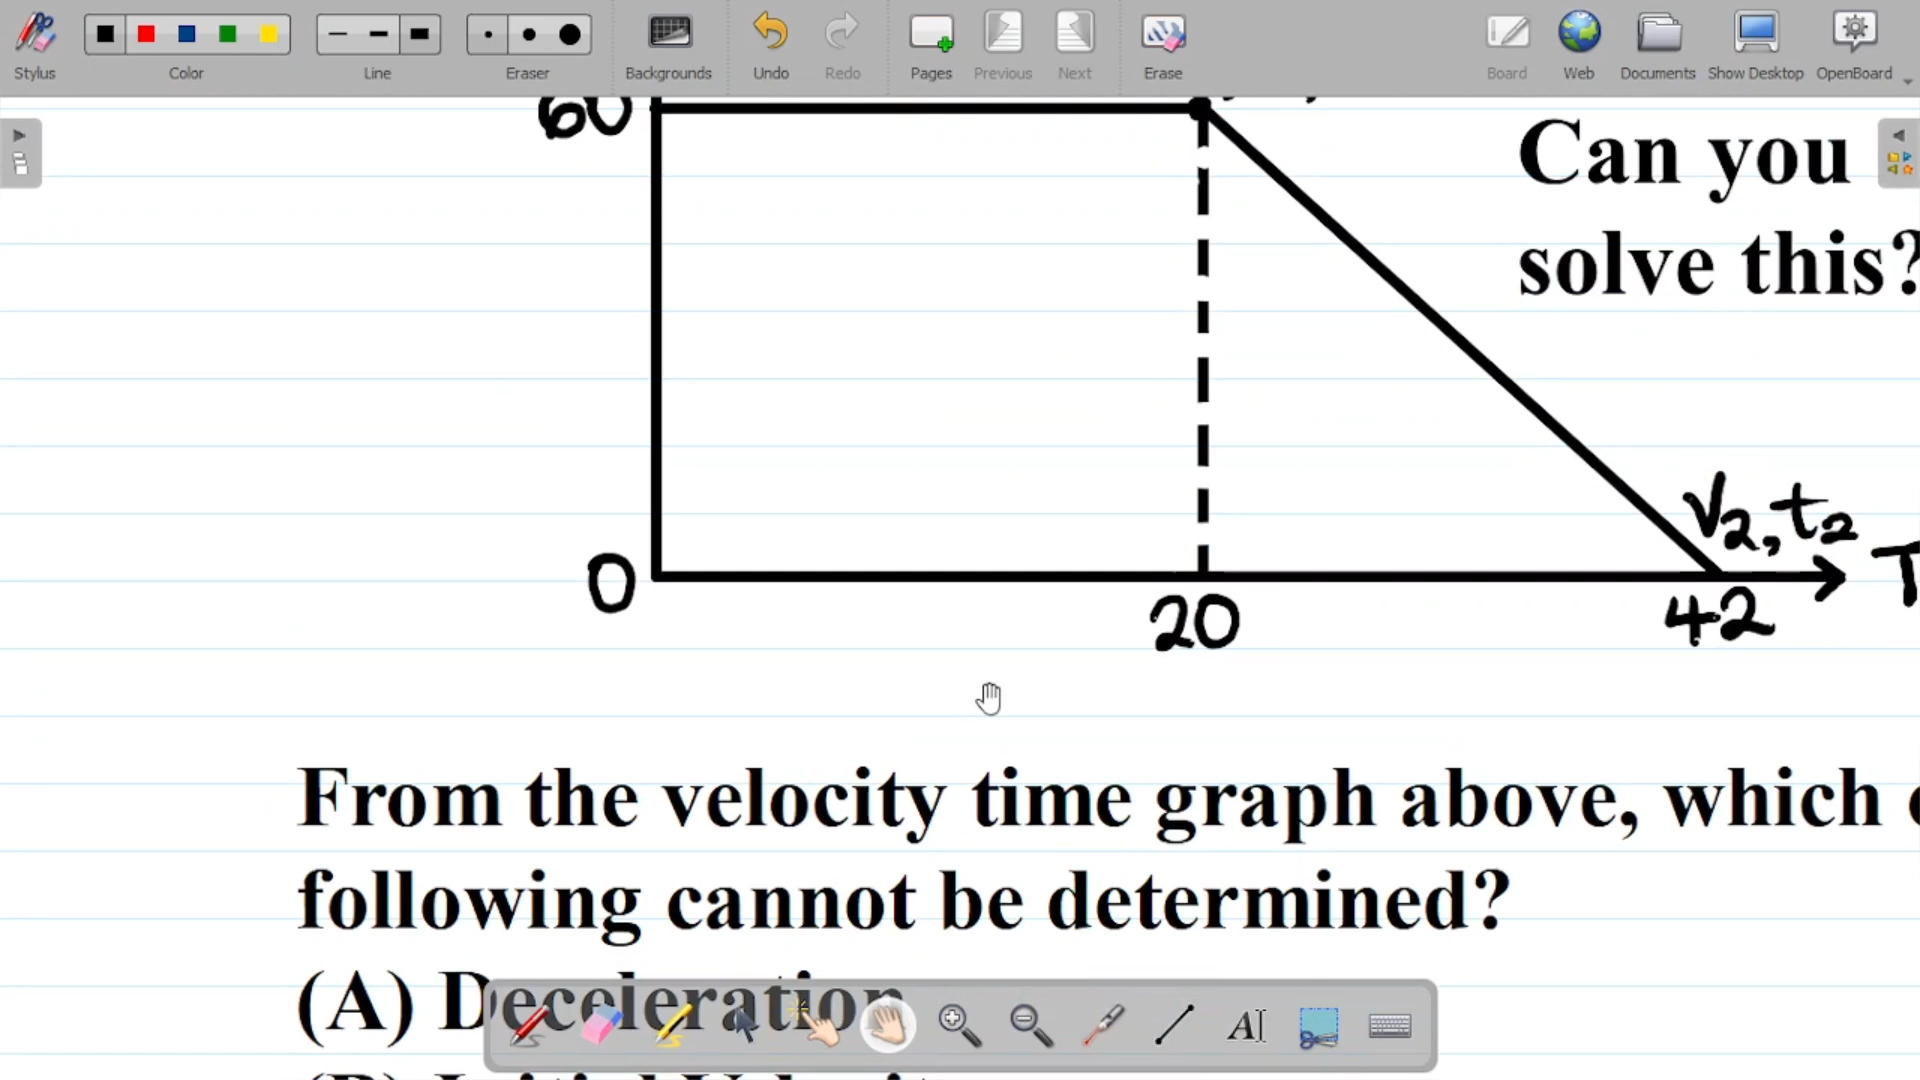 Stylus
Color
Line
Eraser
Backgrounds
Undo
Redo
Pages
Previous
Next
Erase
Board
Web
Documents
Show Desktop
OpenBoard
60
Can you
solve this?
V2, t2
0
20
42
T
From the velocity time graph above, which
following cannot be determined?
(A) Deceleration
(B) Initial